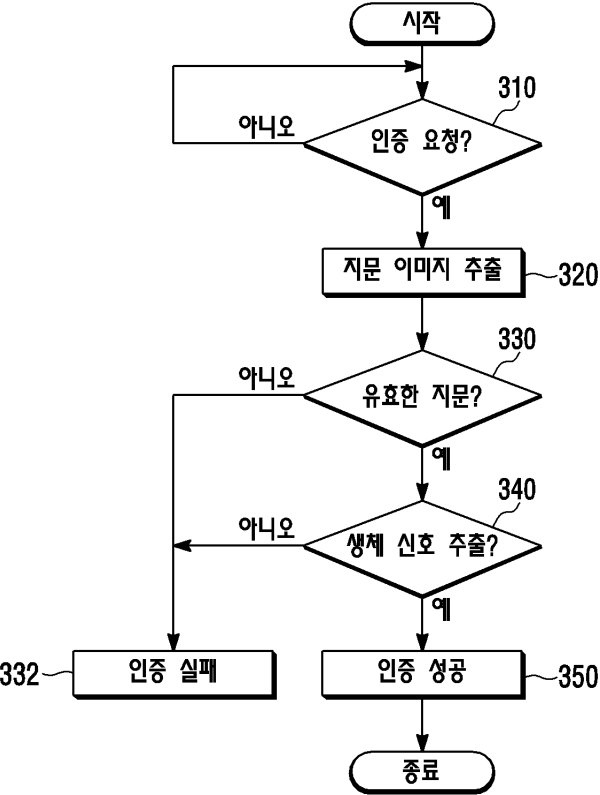 시작
310
아니오
인증 요청?
예
지문 이미지 추출
320
330
아니오
유효한 지문?
예
340
아니오
생체 신호 추출?
예
332
인증 실패
인증 성공
350
종료